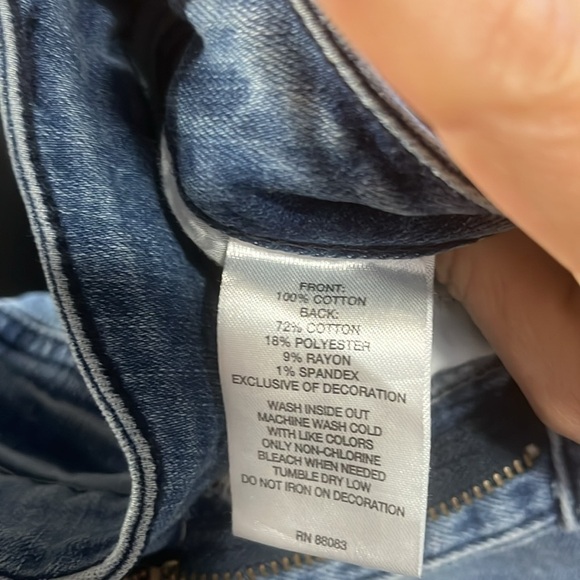 FRONT:
100% COTTON
BACK:
72% COTTON
18% POLYESTER
9% RAYON
1% SPANDEX
EXCLUSIVE OF DECORATION
WASH INSIDE OUT
MACHINE WASH COLD
WITH LIKE COLORS
ONLY NON-CHLORINE
BLEACH WHEN NEEDED
TUMBLE DRY LOW
DO NOT IRON ON DECORATION
RN 88083